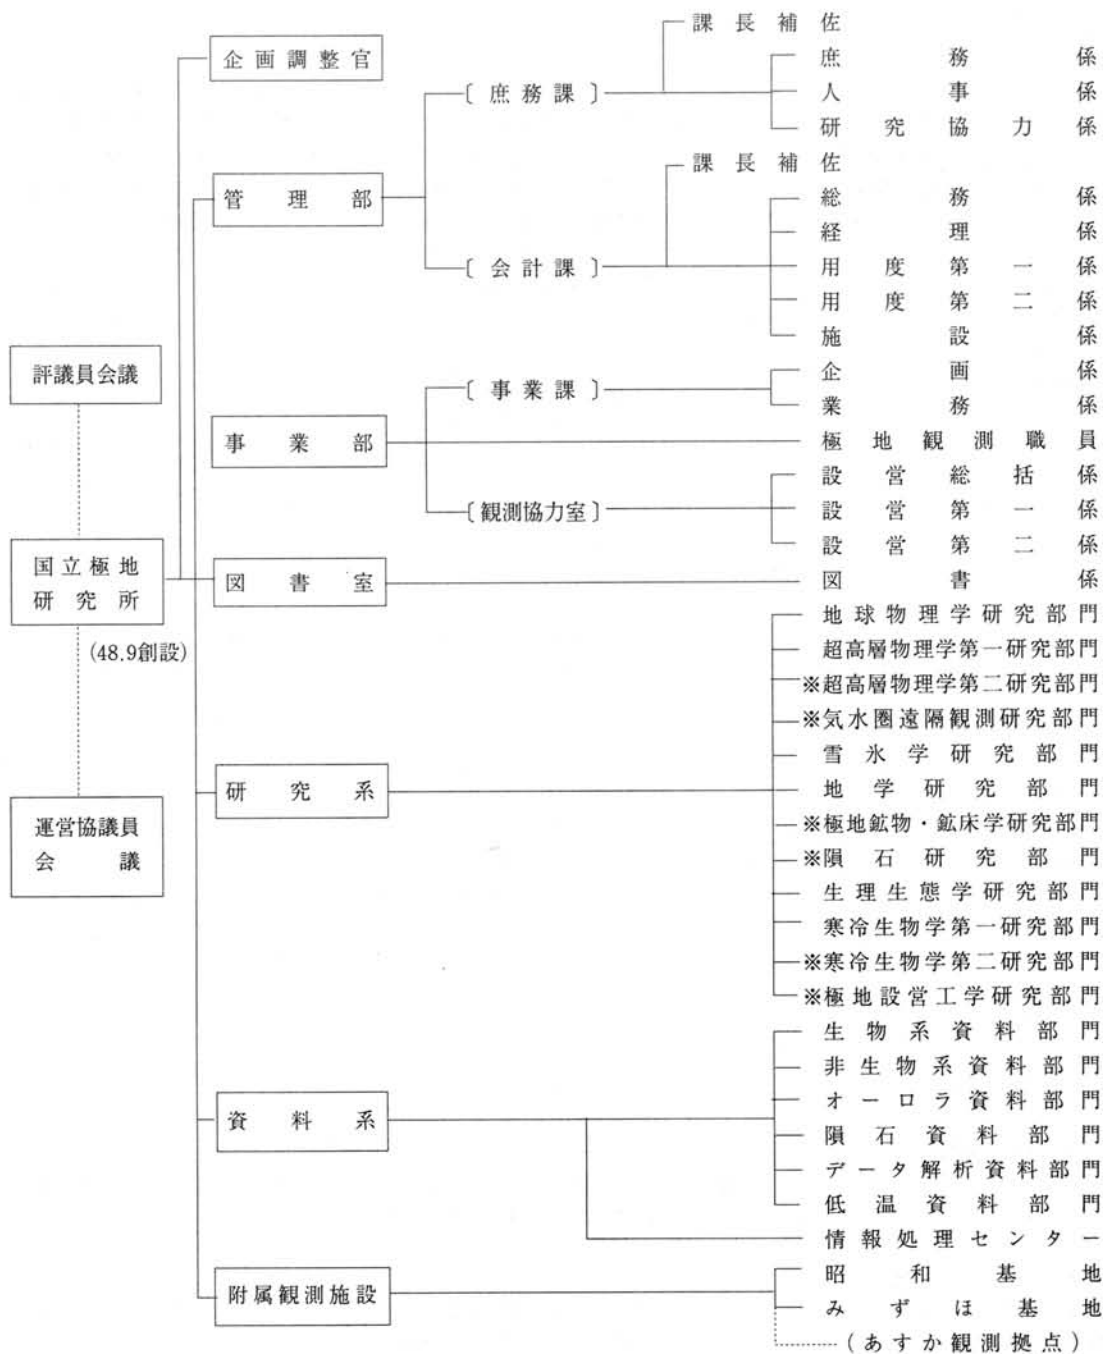 課長補佐
企画調整官
庶務係
〔庶務課〕
人事係
研究協力係
課長補佐
管理部
総務係
経理係
〔会計課〕
用度第一係
用度第二係
施設係
評議員会議
企画係
〔事業課〕
業務係
事業部
極地観測職員
設営総括係
〔観測協力室〕
設営第一係
設営第二係
国立極地
研究所
(48.9創設)
図書室
図書係
地球物理学研究部門
超高層物理学第一研究部門
※超高層物理学第二研究部門
※気水圏遠隔観測研究部門
雪氷学研究部門
研究系
地学研究部門
運営協議員
会議
※極地鉱物・鉱床学研究部門
※隕石研究部門
生理生態学研究部門
寒冷生物学第一研究部門
※寒冷生物学第二研究部門
※極地設営工学研究部門
生物系資料部門
非生物系資料部門
オーロラ資料部門
資料系
隕石資料部門
データ解析資料部門
低温資料部門
情報処理センター
昭和基地
附属観測施設
みずほ基地
(あすか観測拠点)